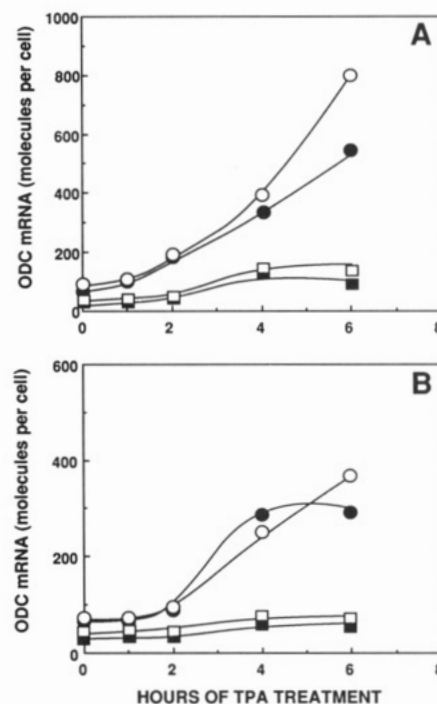 A
ODC mRNA (molecules per cell)
1000
800
600
400
200
0
0 2 4 6 8
B
ODC mRNA (molecules per cell)
600
400
200
0
0 2 4 6 8
HOURS OF TPA TREATMENT